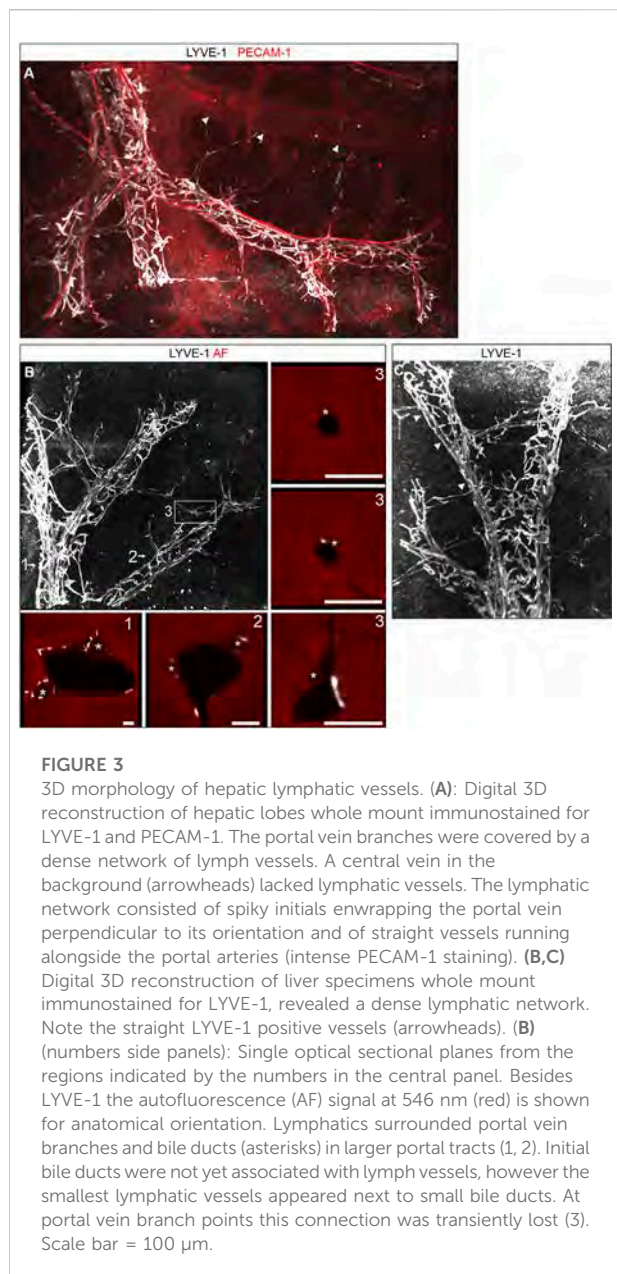 LYVE-1 PECAM-1
A
LYVE-1 AF
B
3
2
1
3
3
1
2
3
LYVE-1
C
FIGURE 3
3D morphology of hepatic lymphatic vessels. (A): Digital 3D
reconstruction of hepatic lobes whole mount immunostained for
LYVE-1 and PECAM-1. The portal vein branches were covered by a
dense network of lymph vessels. A central vein in the
background (arrowheads) lacked lymphatic vessels. The lymphatic
network consisted of spiky initials enwrapping the portal vein
perpendicular to its orientation and of straight vessels running
alongside the portal arteries (intense PECAM-1 staining). (B,C)
Digital 3D reconstruction of liver specimens whole mount
immunostained for LYVE-1, revealed a dense lymphatic network.
Note the straight LYVE-1 positive vessels (arrowheads). (B)
(numbers side panels): Single optical sectional planes from the
regions indicated by the numbers in the central panel. Besides
LYVE-1 the autofluorescence (AF) signal at 546 nm (red) is shown
for anatomical orientation. Lymphatics surrounded portal vein
branches and bile ducts (asterisks) in larger portal tracts (1, 2). Initial
bile ducts were not yet associated with lymph vessels, however the
smallest lymphatic vessels appeared next to small bile ducts. At
portal vein branch points this connection was transiently lost (3).
Scale bar = 100 µm.